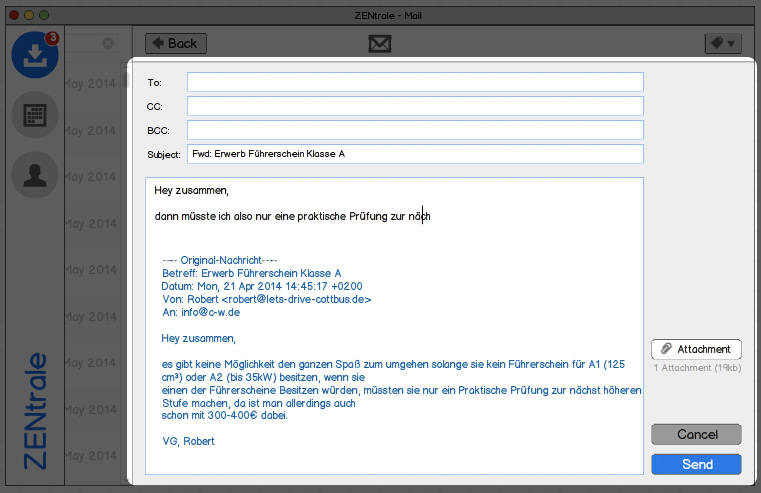 ZENtrale - Mail
3
Back
May 2014
May 2014
May 2014
May 2014
May 2014
May 2014
May 2014
May 2014
May 2014
ZENtrale
To:
CC:
BCC:
Subject:
Fwd: Erwerb Führerschein Klasse A
Hey zusammen,
dann müsste ich also nur eine praktische Prüfung zur näch
---- Original-Nachricht----
Betreff: Erwerb Führerschein Klasse A
Datum: Mon, 21 Apr 2014 14:45:17 +0200
Von: Robert <robert@lets-drive-cottbus.de>
An: info@c-w.de
Hey zusammen,
es gibt keine Möglichkeit den ganzen Spaß zum umgehen solange sie kein Führerschein für A1 (125
cm³) oder A2 (bis 35kW) besitzen, wenn sie
einen der Führerscheine Besitzen würden, müssten sie nur ein Praktische Prüfung zur nächst höheren
Stufe machen, da ist man allerdings auch
schon mit 300-400€ dabei.
VG, Robert
Attachment
1 Attachment (19kb)
Cancel
Send